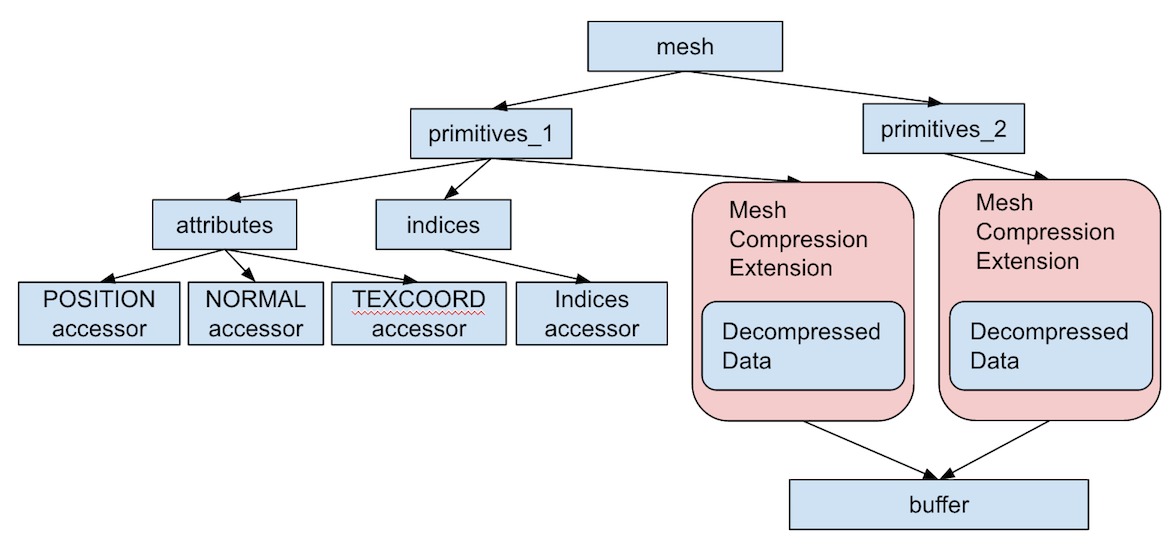 mesh
primitives_1
primitives_2
attributes
indices
Mesh
Compression
Extension
Mesh
Compression
Extension
POSITION
accessor
NORMAL
accessor
TEXCOORD
accessor
Indices
accessor
Decompressed
Data
Decompressed
Data
buffer